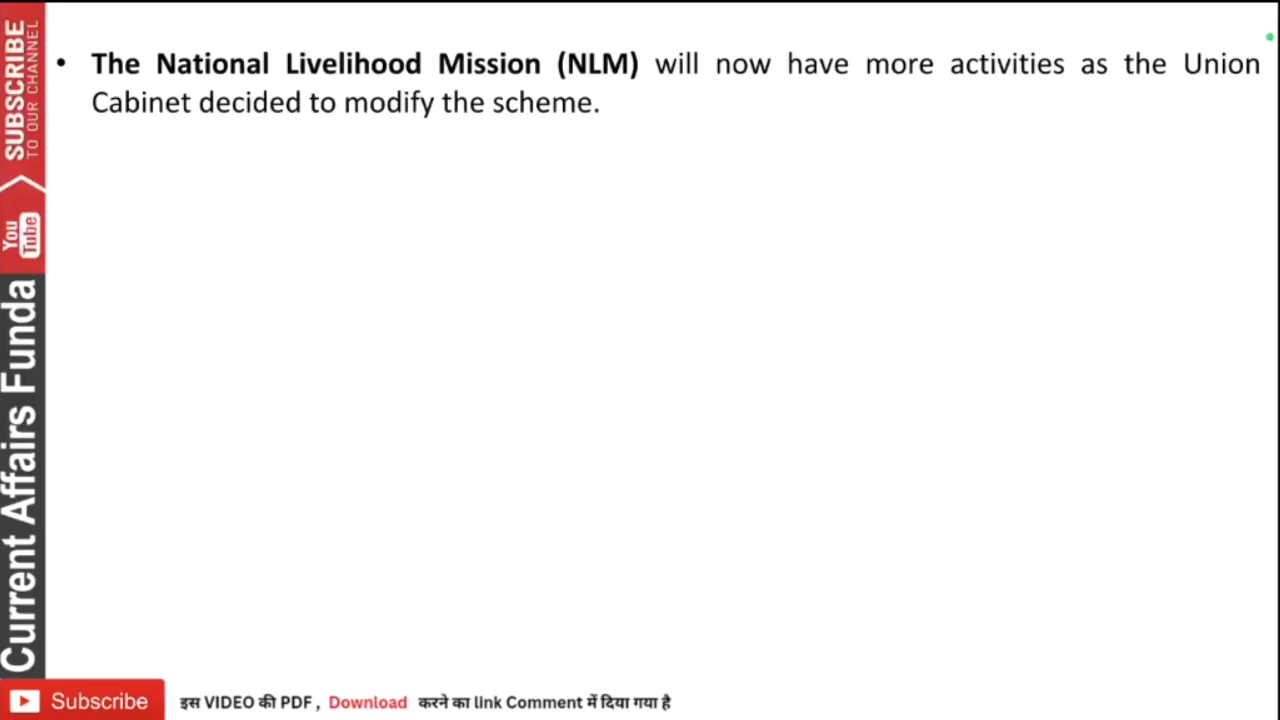 • The National Livelihood Mission (NLM) will now have more activities as the Union
Cabinet decided to modify the scheme.
SUBSCRIBE
TO OUR CHANNEL
You
Tube
Current Affairs Funda
Subscribe
इस VIDEO की PDF , Download करने का link Comment में दिया गया है